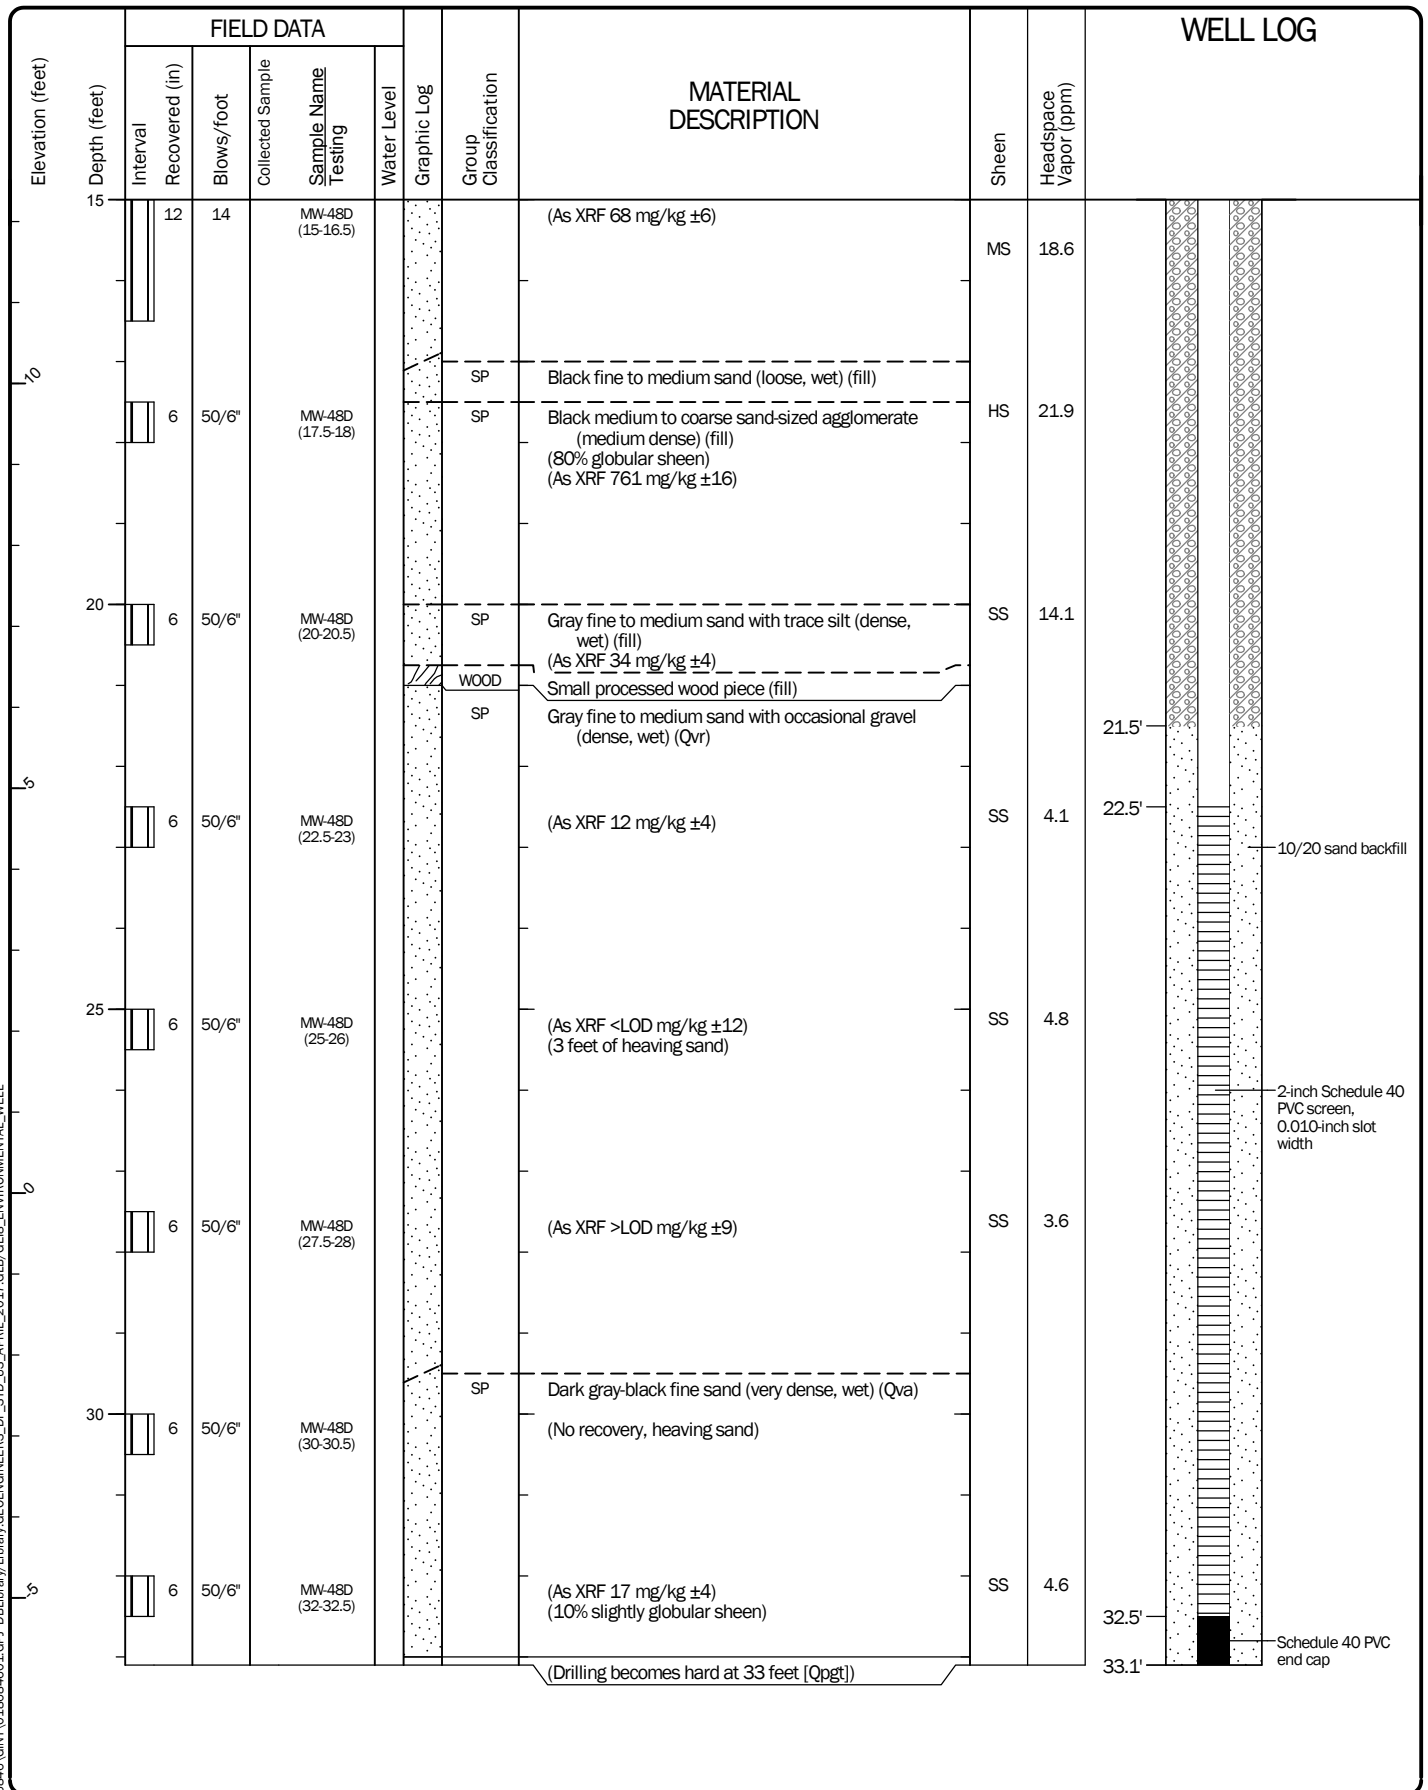 FIELD DATA
WELL LOG
Elevation (feet)
Depth (feet)
Interval
Recovered (in)
Blows/foot
Collected Sample
Sample Name
Testing
Water Level
Graphic Log
Group
Classification
MATERIAL
DESCRIPTION
Sheen
Headspace
Vapor (ppm)
15
12
14
MW-48D
(15-16.5)
(As XRF 68 mg/kg ±6)
MS
18.6
10
SP
Black fine to medium sand (loose, wet) (fill)
6
50/6"
MW-48D
(17.5-18)
SP
Black medium to coarse sand-sized agglomerate
(medium dense) (fill)
(80% globular sheen)
(As XRF 761 mg/kg ±16)
HS
21.9
20
6
50/6"
MW-48D
(20-20.5)
SP
Gray fine to medium sand with trace silt (dense,
wet) (fill)
(As XRF 34 mg/kg ±4)
SS
14.1
WOOD
Small processed wood piece (fill)
SP
Gray fine to medium sand with occasional gravel
(dense, wet) (Qvr)
21.5'
5
6
50/6"
MW-48D
(22.5-23)
(As XRF 12 mg/kg ±4)
SS
4.1
22.5'
10/20 sand backfill
25
6
50/6"
MW-48D
(25-26)
(As XRF <LOD mg/kg ±12)
(3 feet of heaving sand)
SS
4.8
2-inch Schedule 40
PVC screen,
0.010-inch slot
width
0
6
50/6"
MW-48D
(27.5-28)
(As XRF >LOD mg/kg ±9)
SS
3.6
SP
Dark gray-black fine sand (very dense, wet) (Qva)
30
6
50/6"
MW-48D
(30-30.5)
(No recovery, heaving sand)
-5
6
50/6"
MW-48D
(32-32.5)
(As XRF 17 mg/kg ±4)
(10% slightly globular sheen)
SS
4.6
32.5'
Schedule 40 PVC
end cap
33.1'
(Drilling becomes hard at 33 feet [Qpgt])